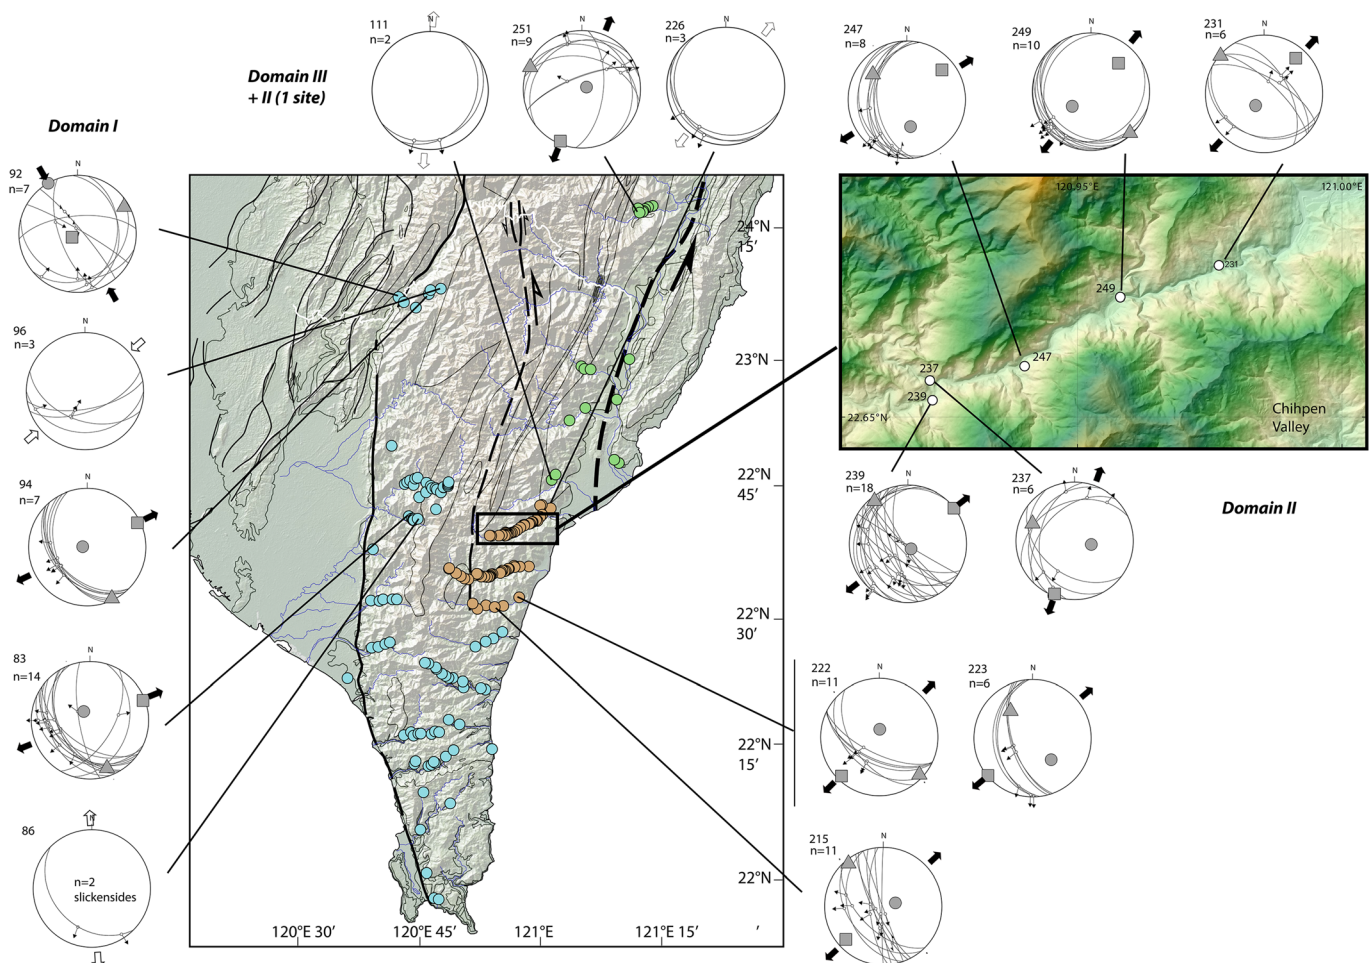 Domain III
+ II (1 site)
111
n=2
N
251
n=9
N
226
n=3
N
247
n=8
N
249
n=10
N
231
n=6
N
Domain I
92
n=7
N
96
n=3
N
94
n=7
N
83
n=14
N
86
N
n=2
slickensides
24°N
15′
23°N
22°N
45′
22°N
30′
22°N
15′
22°N
120°E 30′
120°E 45′
121°E
121°E 15′
′
120.95°E
121.00°E
231
249
247
237
239
22.65°N
Chihpen
Valley
239
n=18
N
237
n=6
N
Domain II
222
n=11
N
223
n=6
N
215
n=11
N